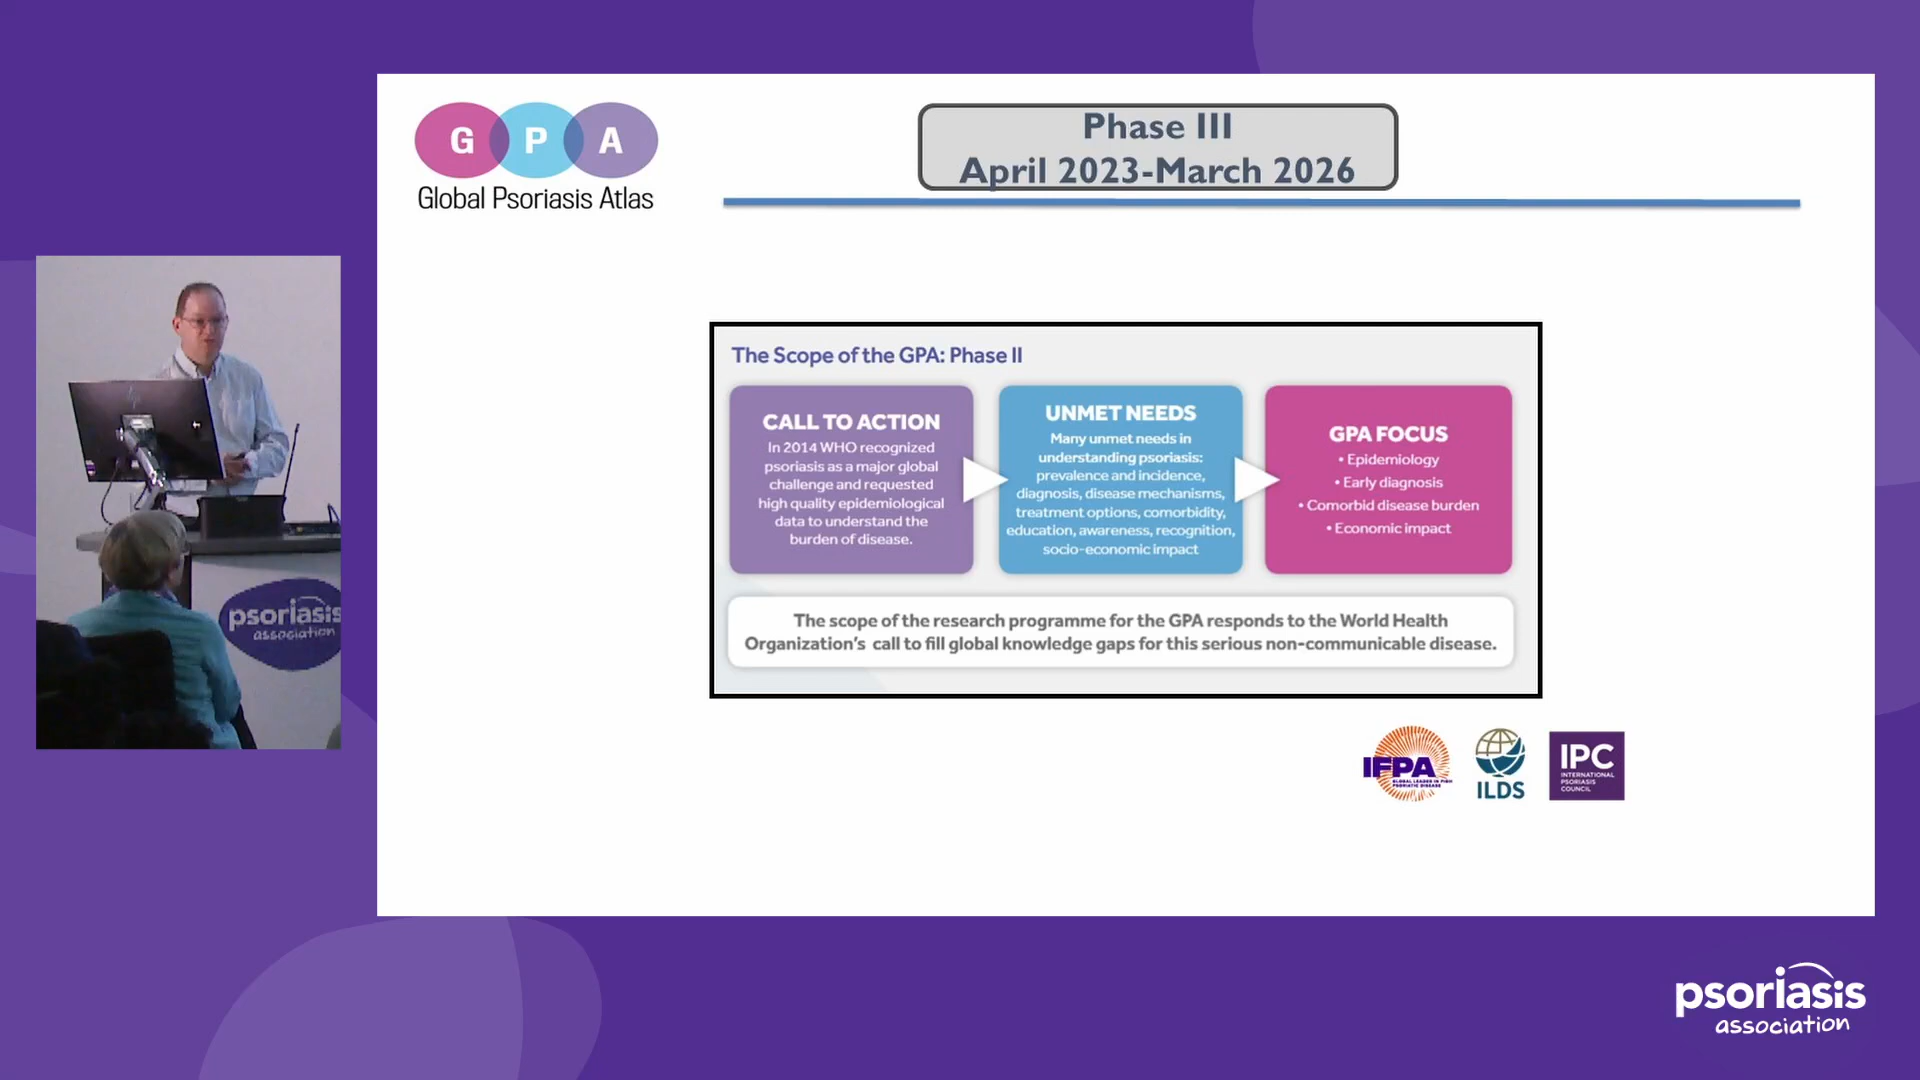 G P A
Global Psoriasis Atlas
Phase III
April 2023-March 2026
The Scope of the GPA: Phase II
CALL TO ACTION
In 2014 WHO recognized
psoriasis as a major global
challenge and requested
high quality epidemiological
data to understand the
burden of disease.
UNMET NEEDS
Many unmet needs in
understanding psoriasis:
prevalence and incidence,
diagnosis, disease mechanisms,
treatment options, comorbidity,
education, awareness, recognition,
socio-economic impact
GPA FOCUS
• Epidemiology
• Early diagnosis
• Comorbid disease burden
• Economic impact
The scope of the research programme for the GPA responds to the World Health
Organization's call to fill global knowledge gaps for this serious non-communicable disease.
IFPA
ILDS
IPC
INTERNATIONAL
PSORIASIS
COUNCIL
psoriasis
association
psoriasis
association